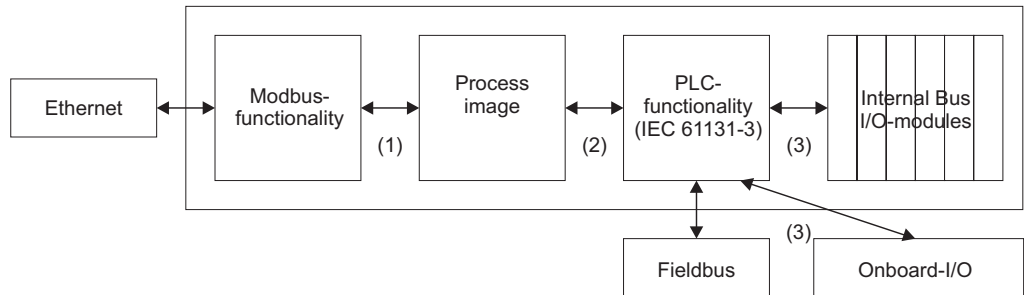 Ethernet
Modbus-
functionality
(1)
Process
image
(2)
PLC-
functionality
(IEC 61131-3)
(3)
Internal Bus
I/O-modules
(3)
Fieldbus
Onboard-I/O